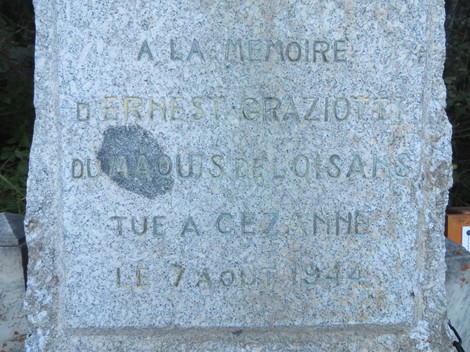 A LA MEMOIRE
D'ERNEST GRAZIOTTI
DU MAQUIS DE L'OISANS
TUE A CEZANNE
LE 7 AOUT 1944